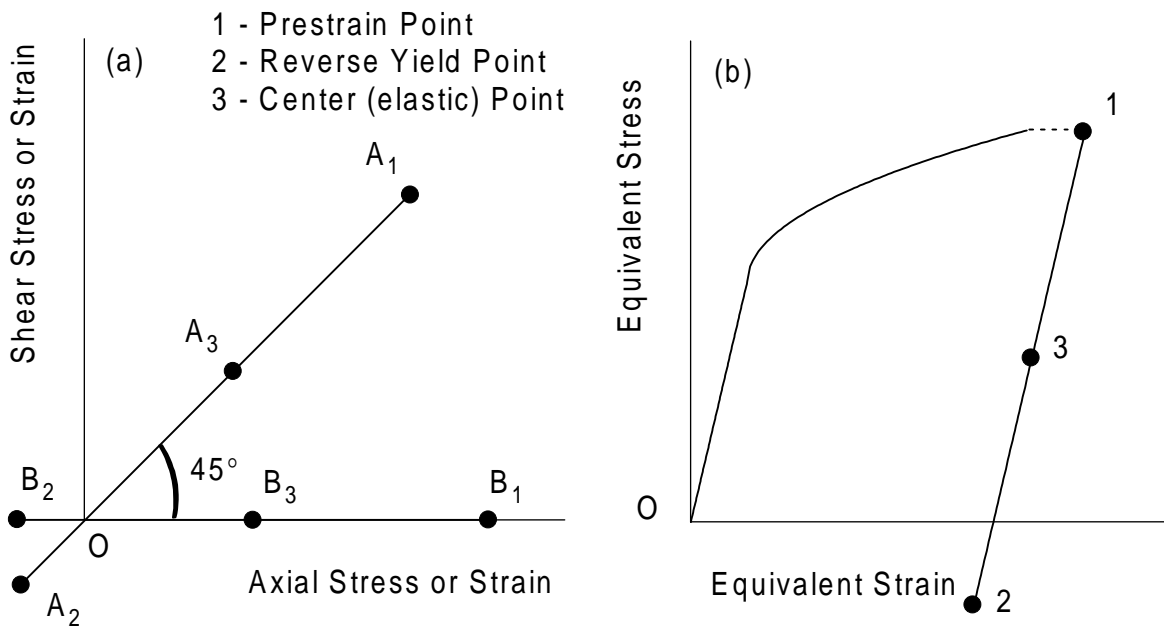 1 - Prestrain Point
2 - Reverse Yield Point
3 - Center (elastic) Point
(a)
Shear Stress or Strain
A₁
A₃
45°
B₂
B₃
B₁
O
A₂
Axial Stress or Strain
(b)
Equivalent Stress
1
3
O
Equivalent Strain
2